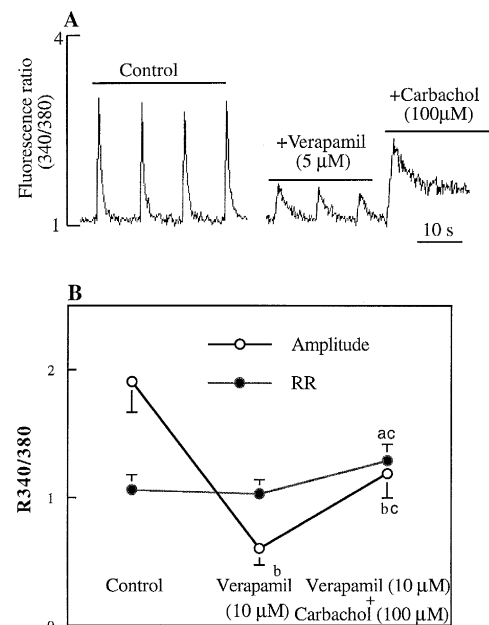 A
4
Fluorescence ratio
(340/380)
1
Control
+Verapamil
(5 µM)
+Carbachol
(100µM)
10 s
B
R340/380
2
1
0
Amplitude
RR
ac
bc
b
Control
Verapamil
(10 µM)
Verapamil (10 µM)
+
Carbachol (100 µM)